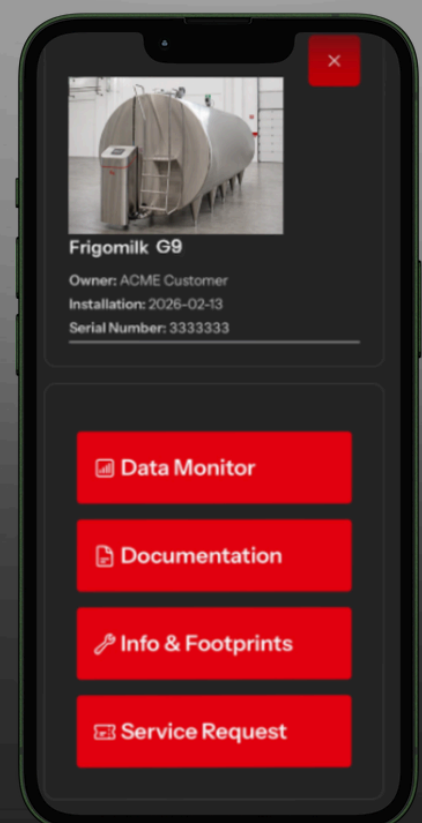 Frigomilk G9
Owner: ACME Customer
Installation: 2026-02-13
Serial Number: 3333333
Data Monitor
Documentation
Info & Footprints
Service Request